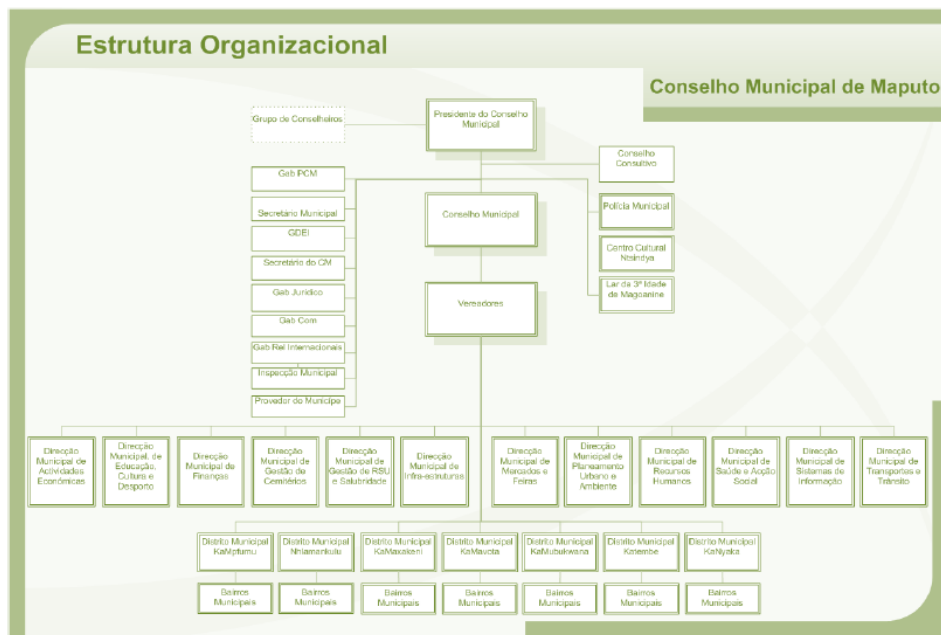 Estrutura Organizacional
Conselho Municipal de Maputo
Grupo de Conselheiros
Presidente do Conselho
Municipal
Conselho
Consultivo
Gab PCM
Secretário Municipal
GDEI
Secretário do CM
Gab Jurídico
Gab Com
Gab Rel Internacionais
Inspecção Municipal
Provedor do Munícipe
Conselho Municipal
Vereadores
Polícia Municipal
Centro Cultural
Ntsindya
Lar da 3ª Idade
de Magoanine
Direcção
Municipal de
Actividades
Económicas
Direcção
Municipal. de
Educação,
Cultura e
Desporto
Direcção
Municipal de
Finanças
Direcção
Municipal de
Gestão de
Cemitérios
Direcção
Municipal de
Gestão de RSU
e Salubridade
Direcção
Municipal de
Infra-estruturas
Direcção
Municipal de
Mercados e
Feiras
Direcção
Municipal de
Planeamento
Urbano e
Ambiente
Direcção
Municipal de
Recursos
Humanos
Direcção
Municipal de
Saúde e Acção
Social
Direcção
Municipal de
Sistemas de
Informação
Direcção
Municipal de
Transportes e
Trânsito
Distrito Municipal
KaMpfumu
Distrito Municipal
Nhlamankulu
Distrito Municipal
KaMaxakeni
Distrito Municipal
KaMavota
Distrito Municipal
KaMubukwana
Distrito Municipal
Katembe
Distrito Municipal
KaNyaka
Bairros
Municipais
Bairros
Municipais
Bairros
Municipais
Bairros
Municipais
Bairros
Municipais
Bairros
Municipais
Bairros
Municipais